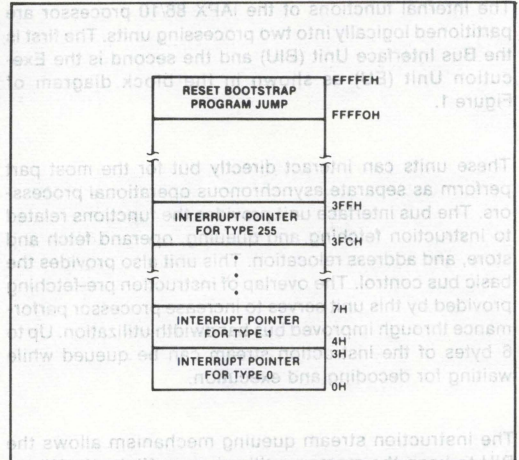 The internal functions of the iAPX 86/10 processor are
partitioned logically into two processing units. The first is
the Bus Interface Unit (BIU) and the second is the Exe-
cution Unit (EU) as shown in the block diagram of
Figure 1.
RESET BOOTSTRAP
PROGRAM JUMP
FFFFEH
FFFF0H
These units can interact directly but for the most part
perform as separate asynchronous operational process-
ors. The bus interface unit provides the functions related
to instruction fetching and queuing, operand fetch and
store, and address relocation. This unit also provides the
basic bus control. The overlap of instruction pre-fetching
provided by this unit serves to increase processor perfor-
mance through improved bus bandwidth utilization. Up to
6 bytes of the instruction stream can be queued while
waiting for decoding and execution.
3FFH
INTERRUPT POINTER
FOR TYPE 255
3FCH
7H
INTERRUPT POINTER
FOR TYPE 1
4H
3H
INTERRUPT POINTER
FOR TYPE 0
0H
The instruction stream queuing mechanism allows the